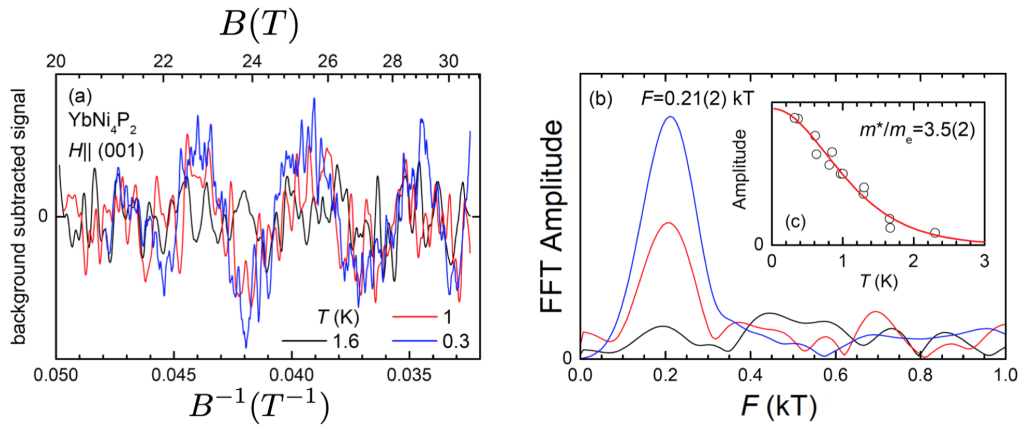 B(T)
20 22 24 26 28 30
(a)
YbNi₄P₂
H|| (001)
background subtracted signal
0
T (K) 1
1.6 0.3
0.050 0.045 0.040 0.035
B⁻¹(T⁻¹)
(b) F=0.21(2) kT
m*/mₑ=3.5(2)
Amplitude
(c)
0
0 1 2 3
T (K)
FFT Amplitude
0
0.0 0.2 0.4 0.6 0.8 1.0
F (kT)